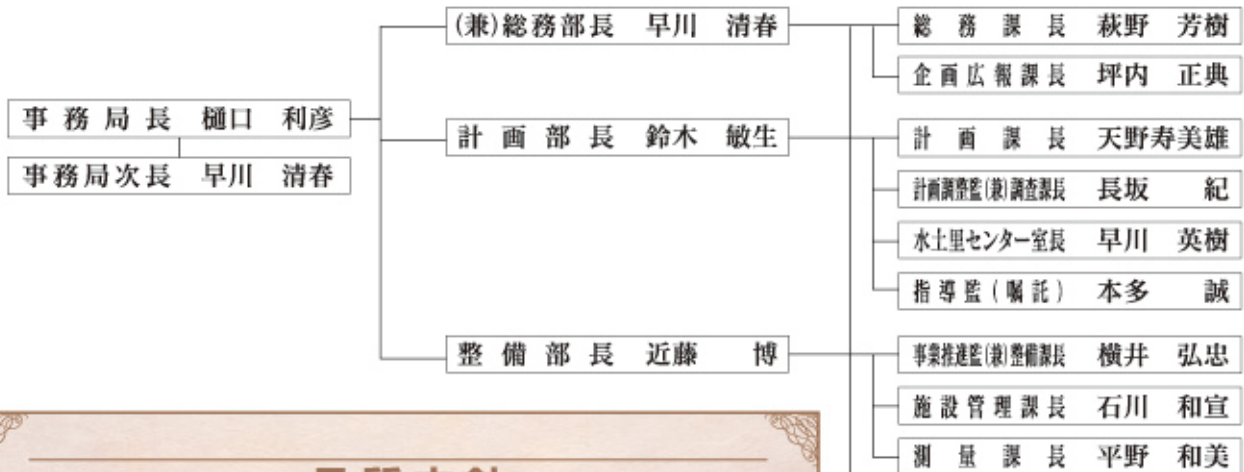 事務局長 樋口 利彦
事務局次長 早川 清春
(兼)総務部長 早川 清春
総務課長 萩野 芳樹
企画広報課長 坪内 正典
計画部長 鈴木 敏生
計画課長 天野寿美雄
計画調整監(兼)調査課長 長坂 紀
水土里センター室長 早川 英樹
指導監(嘱託) 本多 誠
整備部長 近藤 博
事業推進監(兼)整備課長 横井 弘忠
施設管理課長 石川 和宣
測量課長 平野 和美